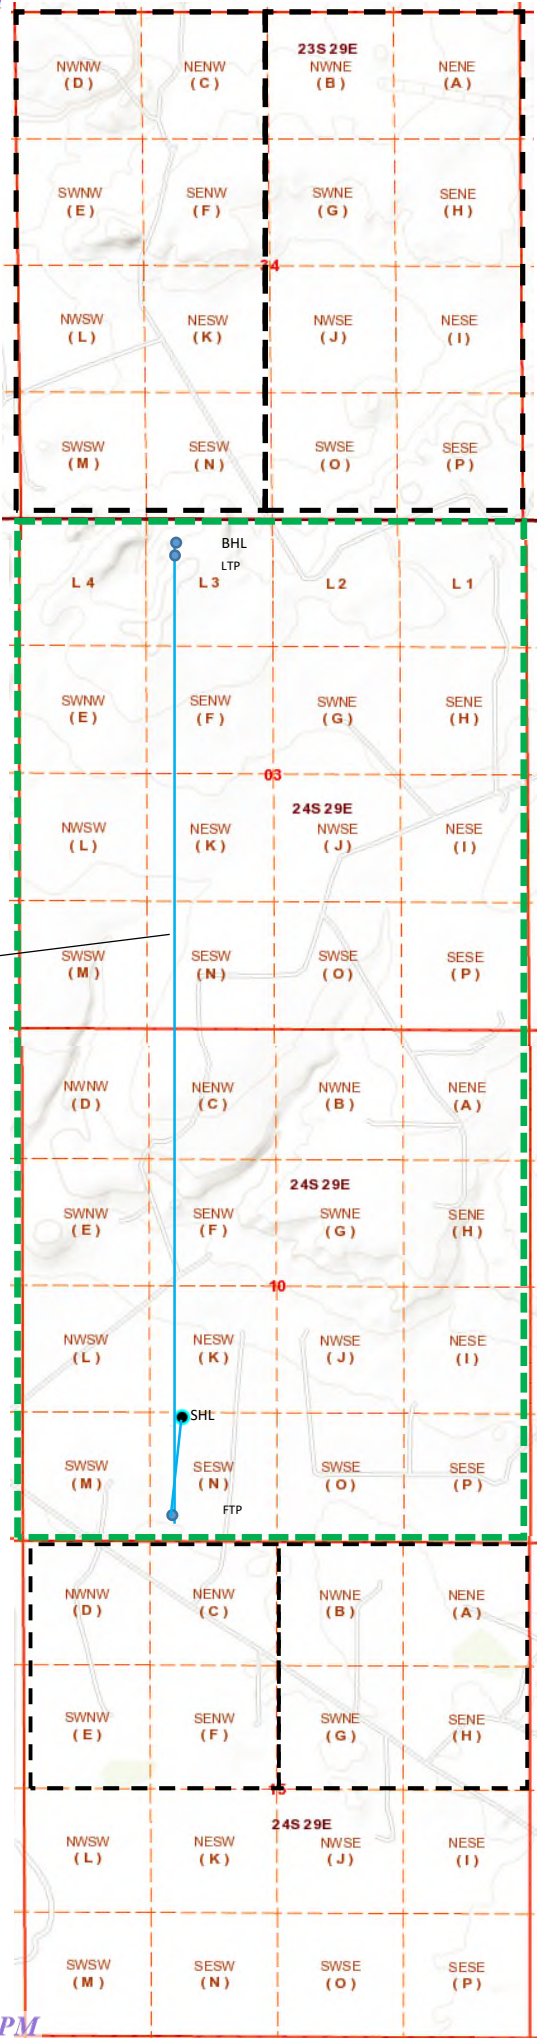 23S 29E
NWNW NENW NWNE NENE
(D) (C) (B) (A)
SWNW SENW SWNE SENE
(E) (F) (G) (H)
NWSW NESW NWSE NESE
(L) (K) (J) (I)
SWSW SESW SWSE SESE
(M) (N) (O) (P)
BHL
LTP
L 4 L 3 L 2 L 1
SWNW SENW SWNE SENE
(E) (F) (G) (H)
03
24S 29E
NWSW NESW NWSE NESE
(L) (K) (J) (I)
SWSW SESW SWSE SESE
(M) (N) (O) (P)
NWNW NENW NWNE NENE
(D) (C) (B) (A)
24S 29E
SWNW SENW SWNE SENE
(E) (F) (G) (H)
10
NWSW NESW NWSE NESE
(L) (K) (J) (I)
SHL
SWSW SESW SWSE SESE
(M) (N) (O) (P)
FTP
NWNW NENW NWNE NENE
(D) (C) (B) (A)
SWNW SENW SWNE SENE
(E) (F) (G) (H)
15
24S 29E
NWSW NESW NWSE NESE
(L) (K) (J) (I)
SWSW SESW SWSE SESE
(M) (N) (O) (P)
PM